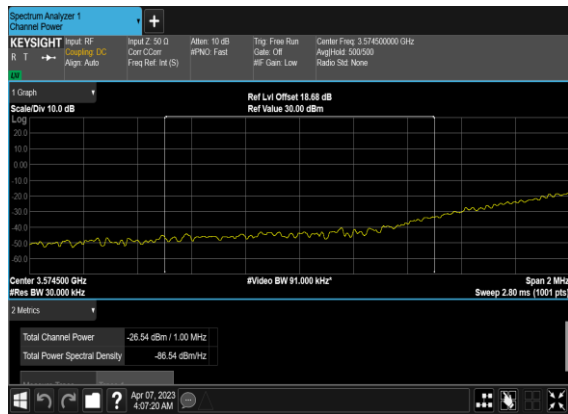 Spectrum Analyzer 1
Channel Power
+
KEYSIGHT
R T
LW
Input: RF
Coupling: DC
Align: Auto
Input Z: 50 Ω
Corr CCorr
Freq Ref: Int (S)
Atten: 10 dB
#PNO: Fast
Trig: Free Run
Gate: Off
#IF Gain: Low
Center Freq: 3.574500000 GHz
Avg|Hold: 500/500
Radio Std: None
1 Graph
Scale/Div 10.0 dB
Ref Lvl Offset 18.68 dB
Ref Value 30.00 dBm
Log
20.0
10.0
0.00
-10.0
-20.0
-30.0
-40.0
-50.0
-60.0
Center 3.574500 GHz
#Video BW 91.000 kHz*
Span 2 MHz
#Res BW 30.000 kHz
Sweep 2.80 ms (1001 pts)
2 Metrics
Total Channel Power -26.54 dBm / 1.00 MHz
Total Power Spectral Density -86.54 dBm/Hz
?
Apr 07, 2023
4:07:20 AM